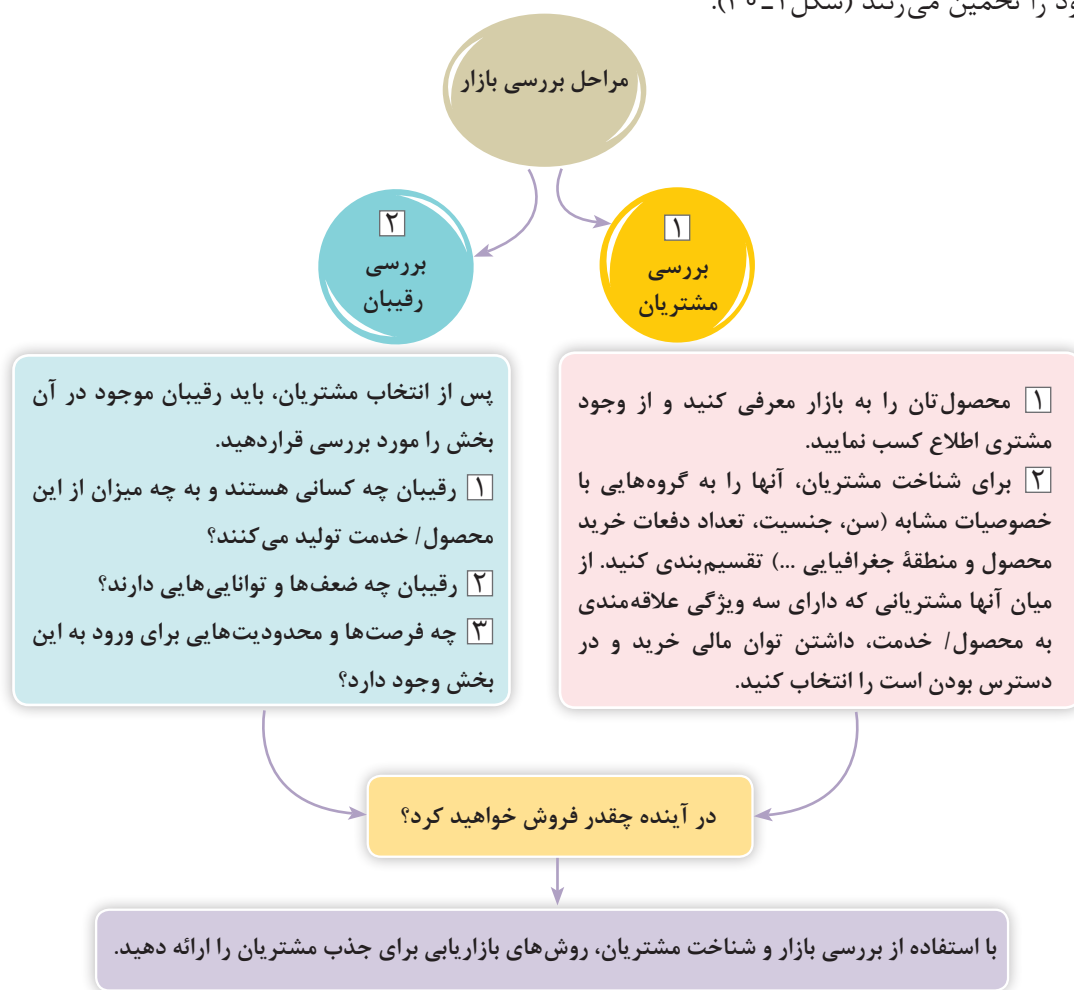 ود را تخمین می‌زنند (شکل۱ـ۳۰).
مراحل بررسی بازار
۱
بررسی
مشتریان
۲
بررسی
رقیبان
۱ محصول‌تان را به بازار معرفی کنید و از وجود
مشتری اطلاع کسب نمایید.
۲ برای شناخت مشتریان، آنها را به گروه‌هایی با
خصوصیات مشابه (سن، جنسیت، تعداد دفعات خرید
محصول و منطقهٔ جغرافیایی ...) تقسیم‌بندی کنید. از
میان آنها مشتریانی که دارای سه ویژگی علاقه‌مندی
به محصول/ خدمت، داشتن توان مالی خرید و در
دسترس بودن است را انتخاب کنید.
پس از انتخاب مشتریان، باید رقیبان موجود در آن
بخش را مورد بررسی قراردهید.
۱ رقیبان چه کسانی هستند و به چه میزان از این
محصول/ خدمت تولید می‌کنند؟
۲ رقیبان چه ضعف‌ها و توانایی‌هایی دارند؟
۳ چه فرصت‌ها و محدودیت‌هایی برای ورود به این
بخش وجود دارد؟
در آینده چقدر فروش خواهید کرد؟
با استفاده از بررسی بازار و شناخت مشتریان، روش‌های بازاریابی برای جذب مشتریان را ارائه دهید.